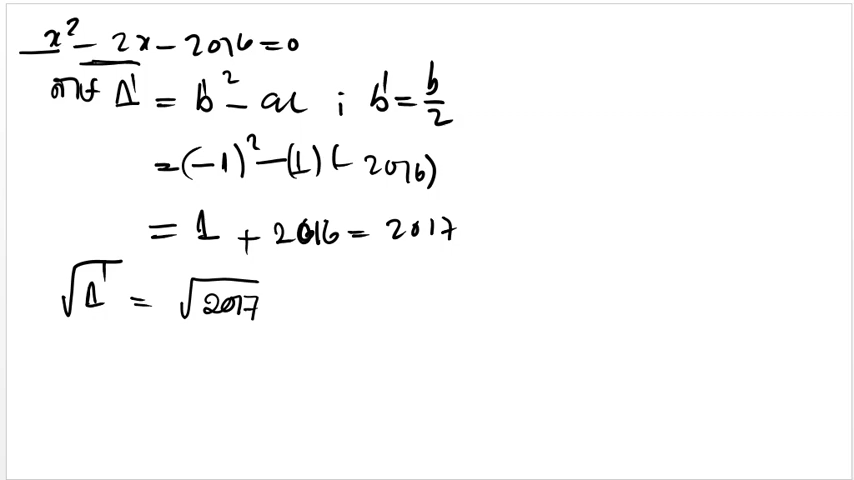 x² - 2x - 2016 = 0
Δ' = b'² - ac ; b' = b/2
= (-1)² - (1)(-2016)
= 1 + 2016 = 2017
√Δ' = √2017